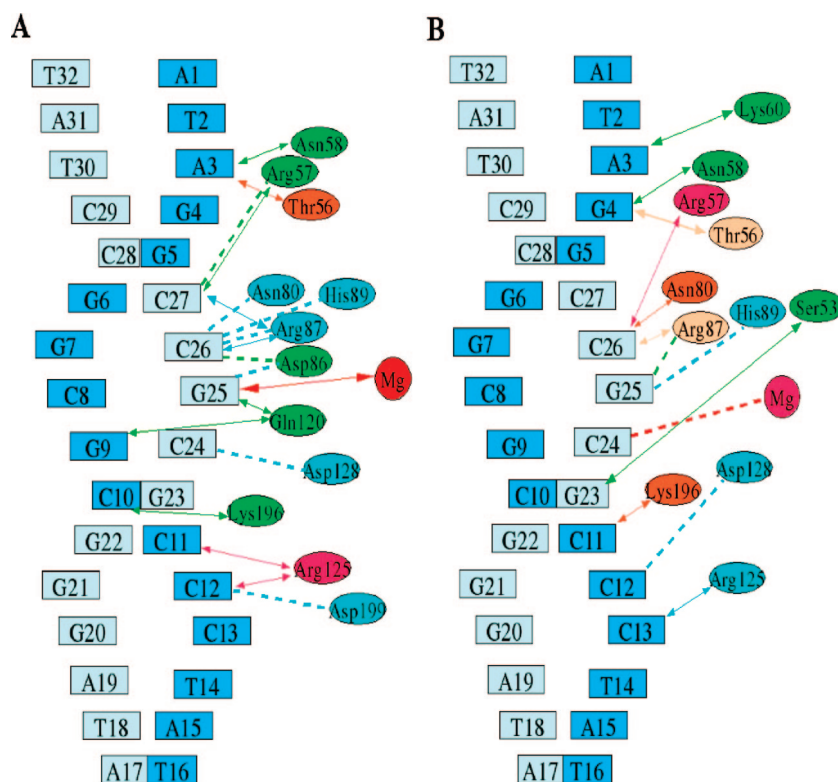 A
T32 A1
A31 T2
Asn58
T30 A3
Arg57
C29 G4 Thr56
C28 G5
G6 C27
Asn80 His89
Arg87
G7 C26
Asp86
C8 G25 Mg
Gln120
G9 C24
Asp128
C10 G23
Lys196
G22 C11
Arg125
G21 C12
Asp199
G20 C13
A19 T14
T18 A15
A17 T16
B
T32 A1
Lys60
A31 T2
T30 A3
Asn58
Arg57
C29 G4
Thr56
C28 G5
G6 C27
Asn80
His89 Ser53
Arg87
G7 C26
C8 G25
Mg
G9 C24
Asp128
Lys196
C10 G23
G22 C11
Arg125
G21 C12
G20 C13
A19 T14
T18 A15
A17 T16